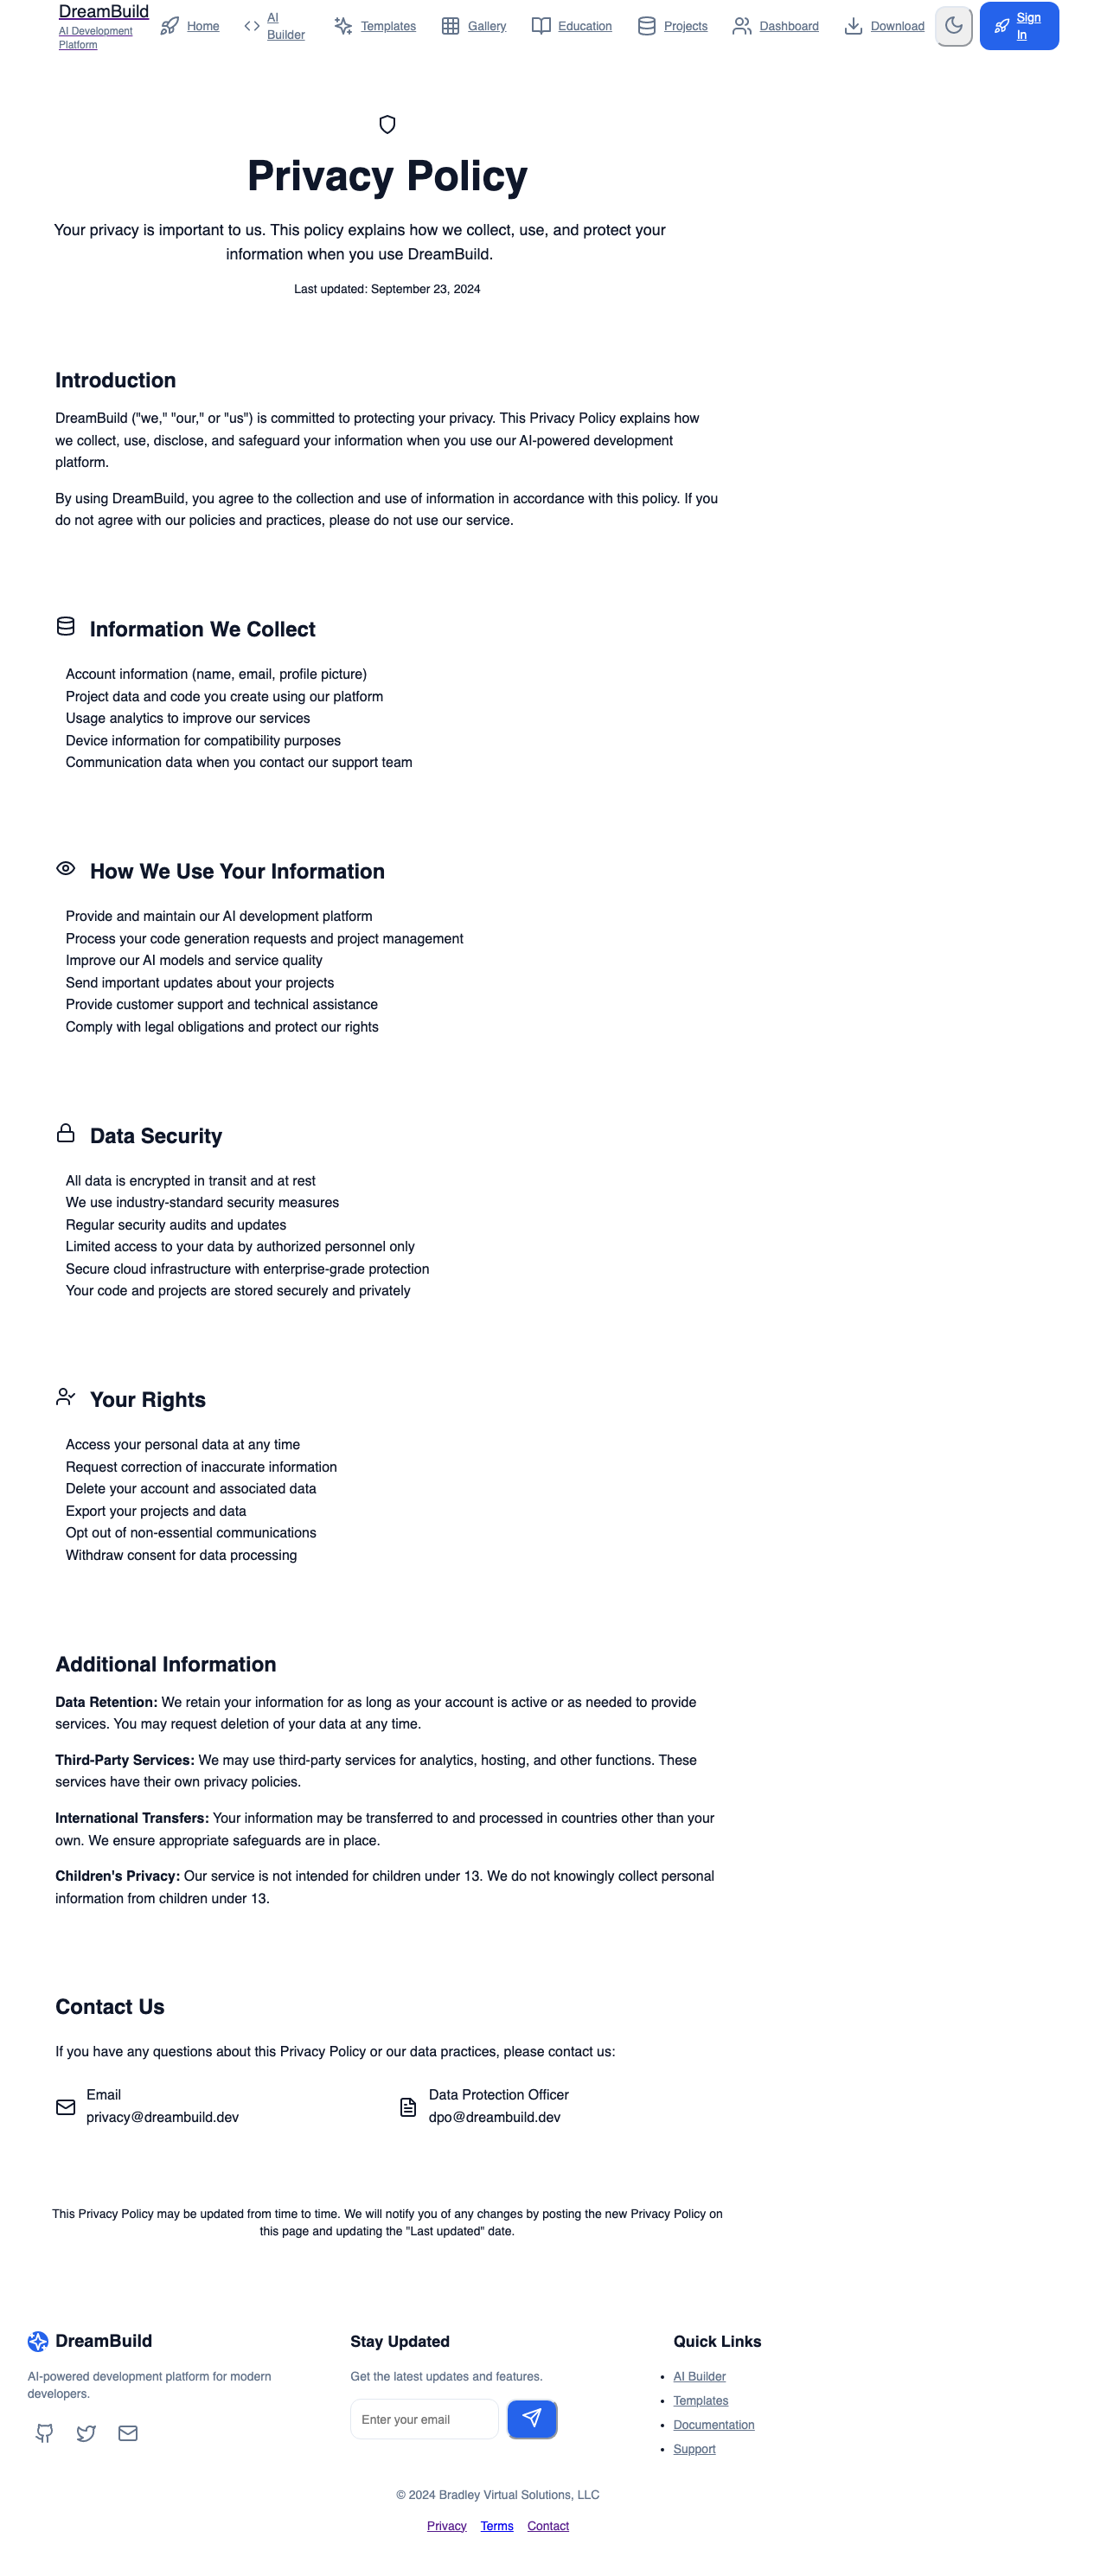 DreamBuild
AI Development
Platform
Home
AI
Builder
Templates
Gallery
Education
Projects
Dashboard
Download
Sign
In
Privacy Policy
Your privacy is important to us. This policy explains how we collect, use, and protect your
information when you use DreamBuild.
Last updated: September 23, 2024
Introduction
DreamBuild ("we," "our," or "us") is committed to protecting your privacy. This Privacy Policy explains how
we collect, use, disclose, and safeguard your information when you use our AI-powered development
platform.
By using DreamBuild, you agree to the collection and use of information in accordance with this policy. If you
do not agree with our policies and practices, please do not use our service.
Information We Collect
Account information (name, email, profile picture)
Project data and code you create using our platform
Usage analytics to improve our services
Device information for compatibility purposes
Communication data when you contact our support team
How We Use Your Information
Provide and maintain our AI development platform
Process your code generation requests and project management
Improve our AI models and service quality
Send important updates about your projects
Provide customer support and technical assistance
Comply with legal obligations and protect our rights
Data Security
All data is encrypted in transit and at rest
We use industry-standard security measures
Regular security audits and updates
Limited access to your data by authorized personnel only
Secure cloud infrastructure with enterprise-grade protection
Your code and projects are stored securely and privately
Your Rights
Access your personal data at any time
Request correction of inaccurate information
Delete your account and associated data
Export your projects and data
Opt out of non-essential communications
Withdraw consent for data processing
Additional Information
Data Retention: We retain your information for as long as your account is active or as needed to provide
services. You may request deletion of your data at any time.
Third-Party Services: We may use third-party services for analytics, hosting, and other functions. These
services have their own privacy policies.
International Transfers: Your information may be transferred to and processed in countries other than your
own. We ensure appropriate safeguards are in place.
Children's Privacy: Our service is not intended for children under 13. We do not knowingly collect personal
information from children under 13.
Contact Us
If you have any questions about this Privacy Policy or our data practices, please contact us:
Email
privacy@dreambuild.dev
Data Protection Officer
dpo@dreambuild.dev
This Privacy Policy may be updated from time to time. We will notify you of any changes by posting the new Privacy Policy on
this page and updating the "Last updated" date.
DreamBuild
AI-powered development platform for modern
developers.
Stay Updated
Get the latest updates and features.
Enter your email
Quick Links
AI Builder
Templates
Documentation
Support
© 2024 Bradley Virtual Solutions, LLC
Privacy
Terms
Contact